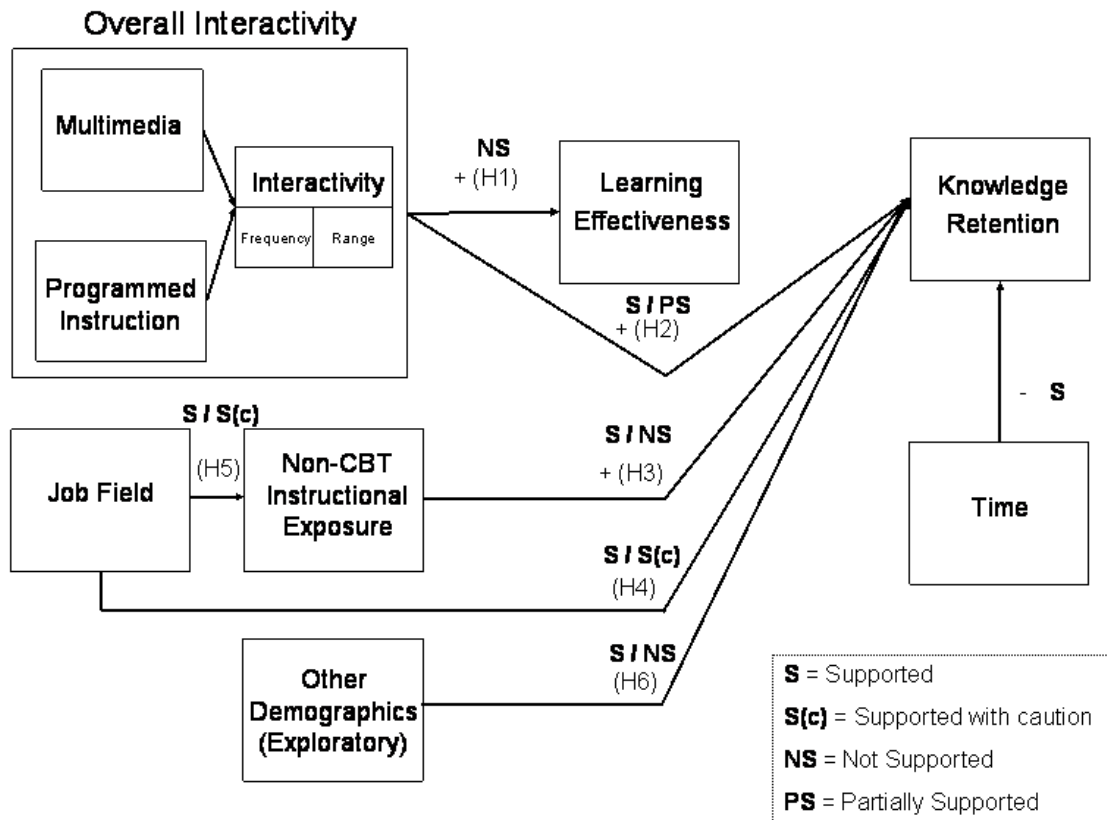 Overall Interactivity
Multimedia
Interactivity
Frequency
Range
Programmed
Instruction
NS
+ (H1)
Learning
Effectiveness
Knowledge
Retention
S / PS
+ (H2)
- S
S / S(c)
(H5)
Job Field
Non-CBT
Instructional
Exposure
S / NS
+ (H3)
Time
S / S(c)
(H4)
Other
Demographics
(Exploratory)
S / NS
(H6)
S = Supported
S(c) = Supported with caution
NS = Not Supported
PS = Partially Supported